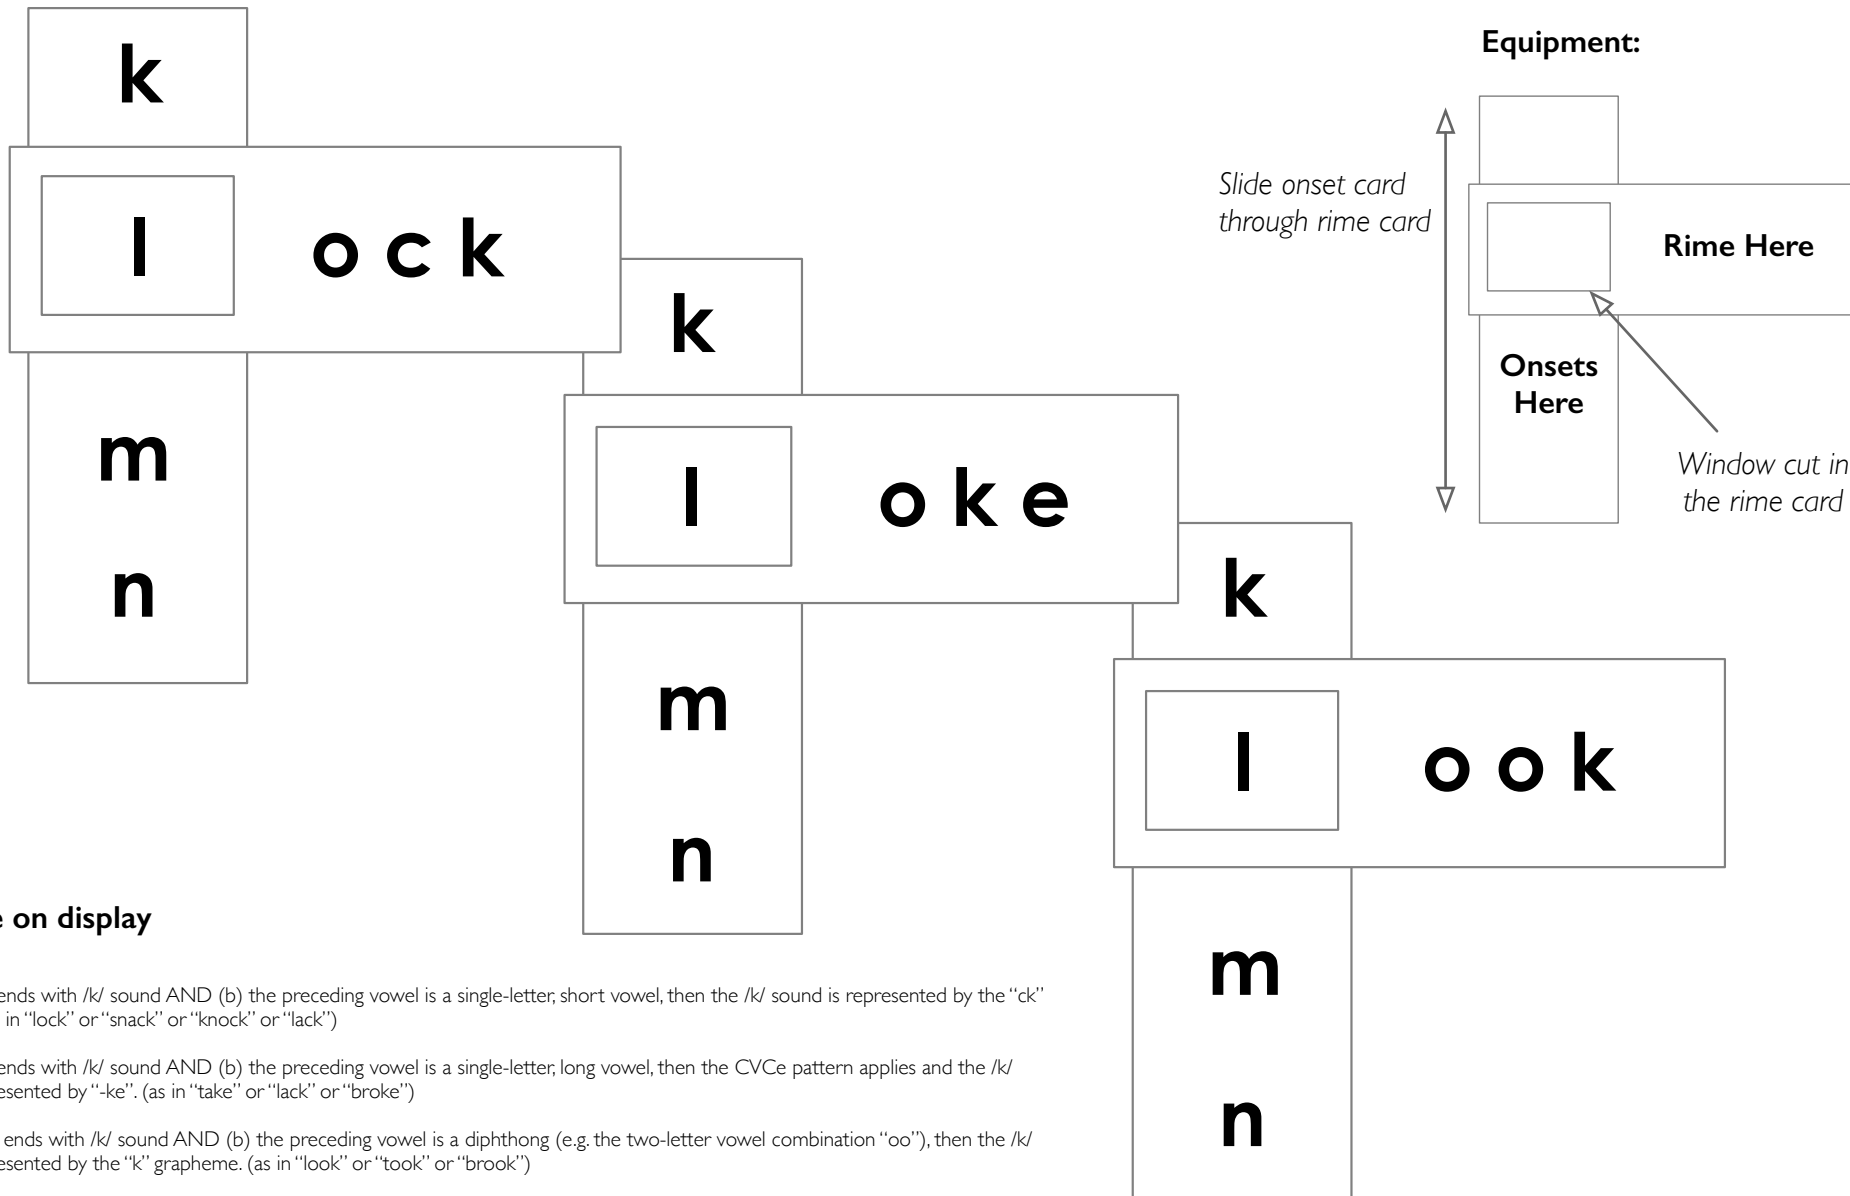 k
l ock
m
n
k
l oke
m
n
k
l ook
m
n
Equipment:
Slide onset card
through rime card
Rime Here
Onsets
Here
Window cut in
the rime card
on display
ends with /k/ sound AND (b) the preceding vowel is a single-letter, short vowel, then the /k/ sound is represented by the “ck”
in “lock” or “snack” or “knock” or “lack”)
ends with /k/ sound AND (b) the preceding vowel is a single-letter, long vowel, then the CVCe pattern applies and the /k/
esented by “-ke”. (as in “take” or “lack” or “broke”)
ends with /k/ sound AND (b) the preceding vowel is a diphthong (e.g. the two-letter vowel combination “oo”), then the /k/
esented by the “k” grapheme. (as in “look” or “took” or “brook”)